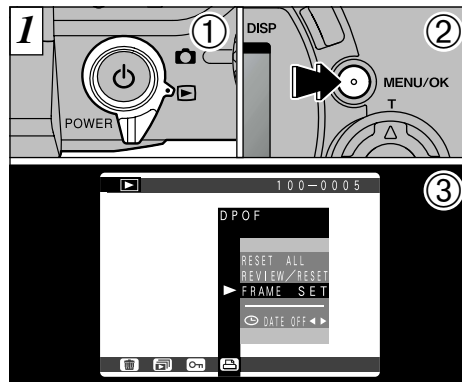 1
①
POWER
②
DISP
MENU/OK
T
③
100-0005
DPOF
RESET ALL
REVIEW/RESET
FRAME SET
DATE OFF